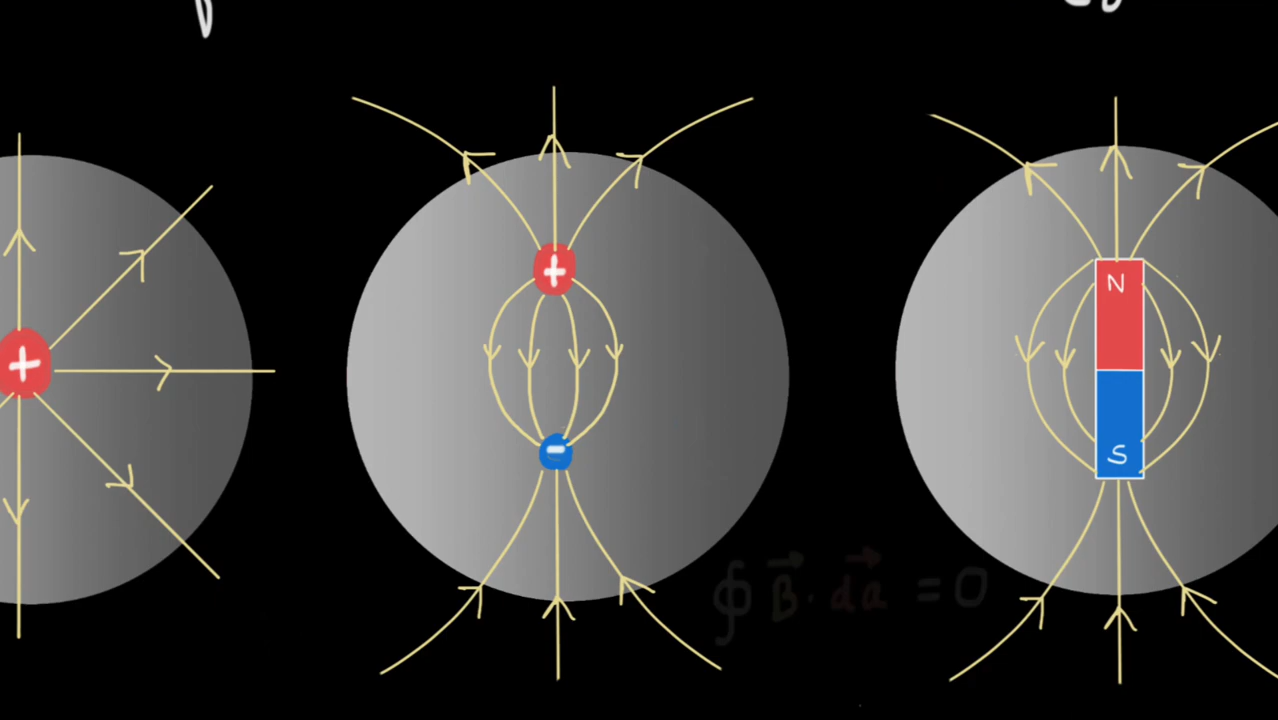 +
+
-
N
S
∮ B⃗ · da⃗ = 0